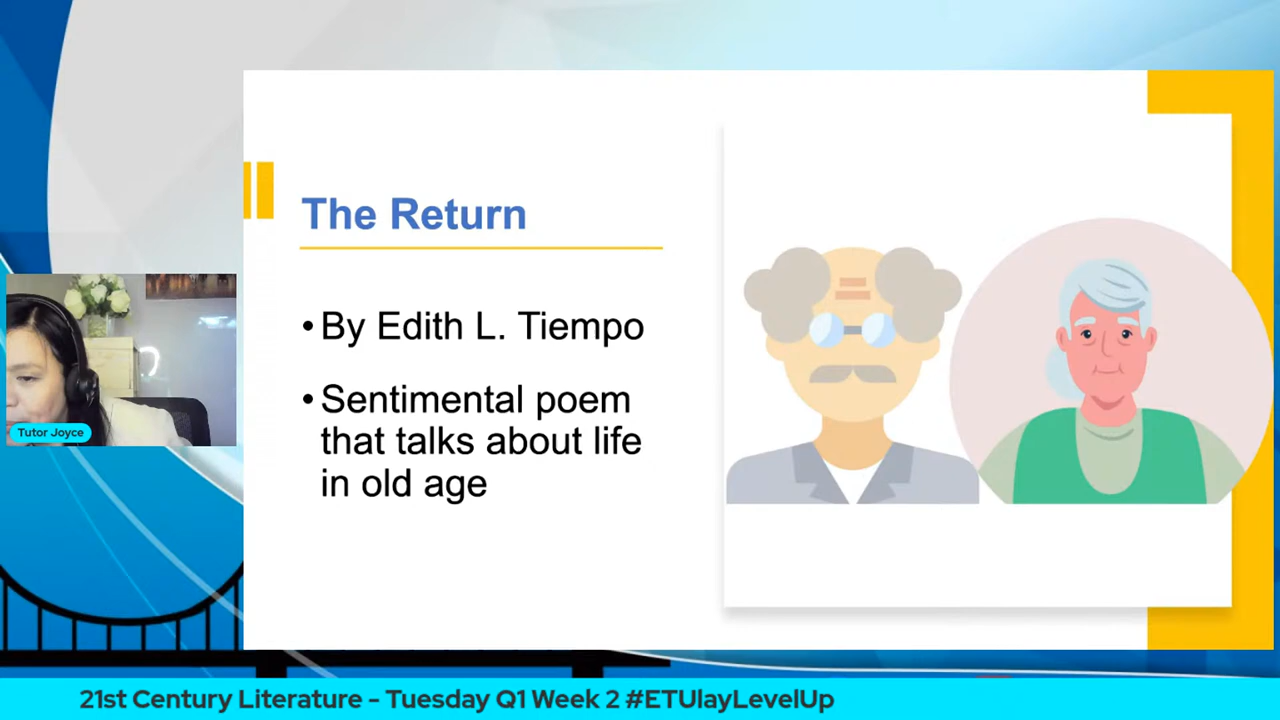 The Return
•By Edith L. Tiempo
•Sentimental poem
that talks about life
in old age
Tutor Joyce
21st Century Literature - Tuesday Q1 Week 2 #ETUlayLevelUp